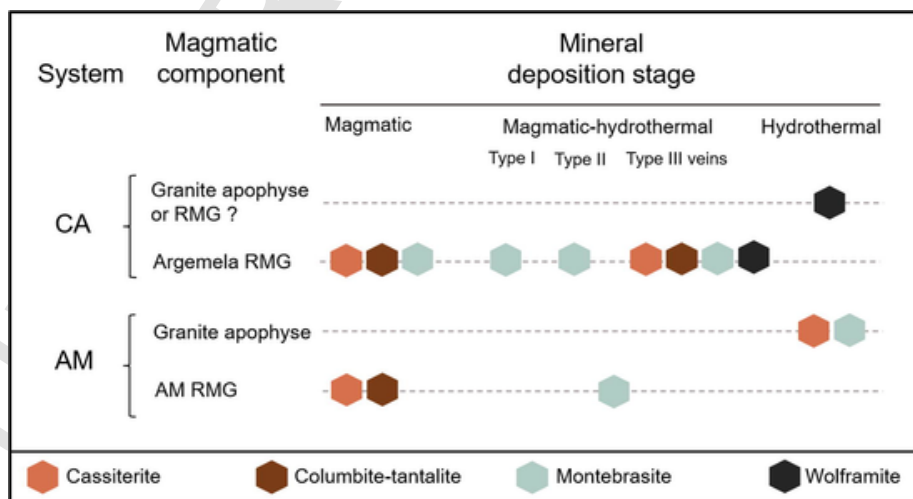 System
Magmatic
component
Mineral
deposition stage
Magmatic
Magmatic-hydrothermal
Hydrothermal
Type I
Type II
Type III veins
CA
Granite apophyse
or RMG ?
Argemela RMG
AM
Granite apophyse
AM RMG
Cassiterite
Columbite-tantalite
Montebrasite
Wolframite